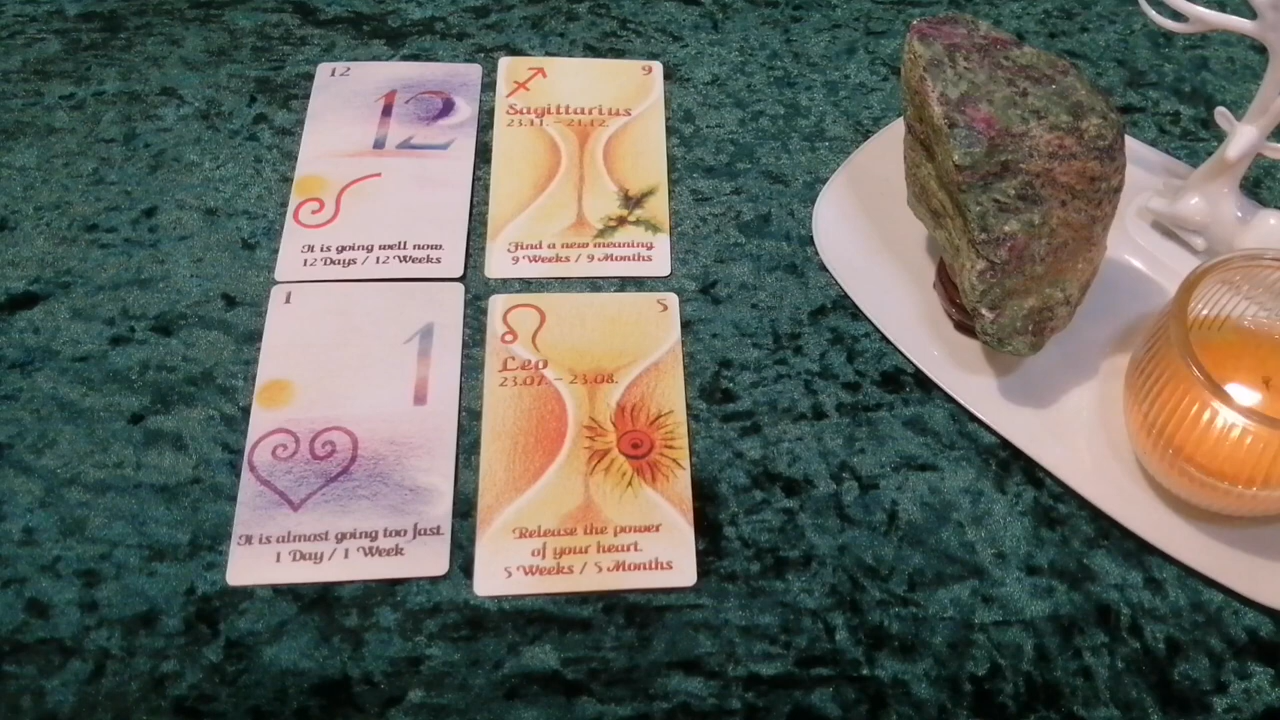 12
12
It is going well now.
12 Days / 12 Weeks
9
Sagittarius
23.11. - 21.12.
Find a new meaning.
9 Weeks / 9 Months
1
1
It is almost going too fast.
1 Day / 1 Week
5
Leo
23.07. - 23.08.
Release the power
of your heart.
5 Weeks / 5 Months